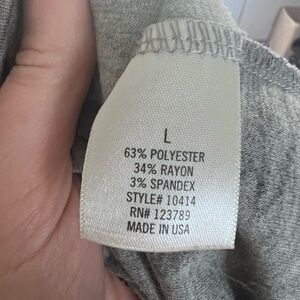 L
63% POLYESTER
34% RAYON
3% SPANDEX
STYLE# 10414
RN# 123789
MADE IN USA